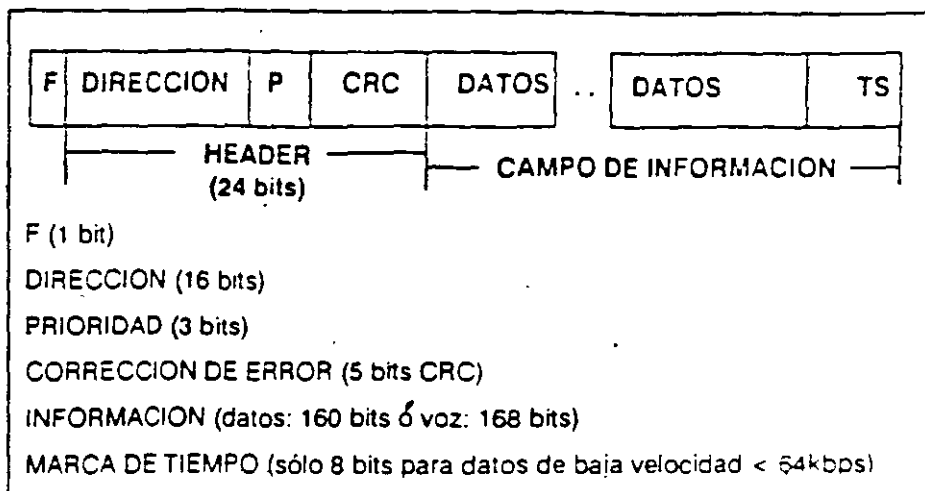 F DIRECCION P CRC DATOS .. DATOS TS
HEADER
(24 bits)
CAMPO DE INFORMACION
F (1 bit)
DIRECCION (16 bits)
PRIORIDAD (3 bits)
CORRECCION DE ERROR (5 bits CRC)
INFORMACION (datos: 160 bits ó voz: 168 bits)
MARCA DE TIEMPO (sólo 8 bits para datos de baja velocidad < 64kbps)